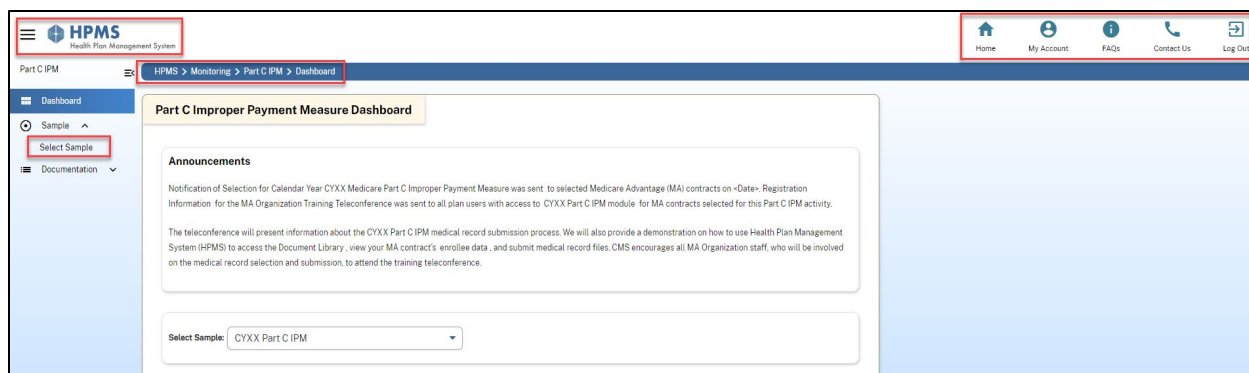 HPMS
Health Plan Management System
Home
My Account
FAQs
Contact Us
Log Out
Part C IPM
HPMS > Monitoring > Part C IPM > Dashboard
Dashboard
Sample
Select Sample
Documentation
Part C Improper Payment Measure Dashboard
Announcements
Notification of Selection for Calendar Year CYXX Medicare Part C Improper Payment Measure was sent to selected Medicare Advantage (MA) contracts on <Date>. Registration
Information for the MA Organization Training Teleconference was sent to all plan users with access to CYXX Part C IPM module for MA contracts selected for this Part C IPM activity.
The teleconference will present information about the CYXX Part C IPM medical record submission process. We will also provide a demonstration on how to use Health Plan Management
System (HPMS) to access the Document Library , view your MA contract's enrollee data , and submit medical record files. CMS encourages all MA Organization staff, who will be involved
on the medical record selection and submission, to attend the training teleconference.
Select Sample: CYXX Part C IPM